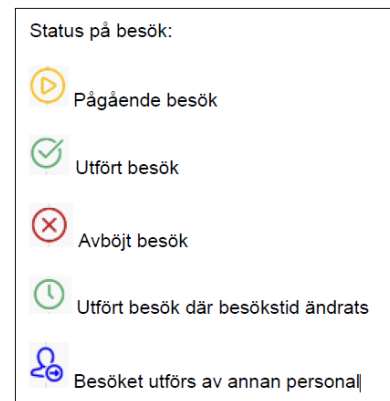 Status på besök:
Pågående besök
Utfört besök
Avböjt besök
Utfört besök där besökstid ändrats
Besöket utförs av annan personal